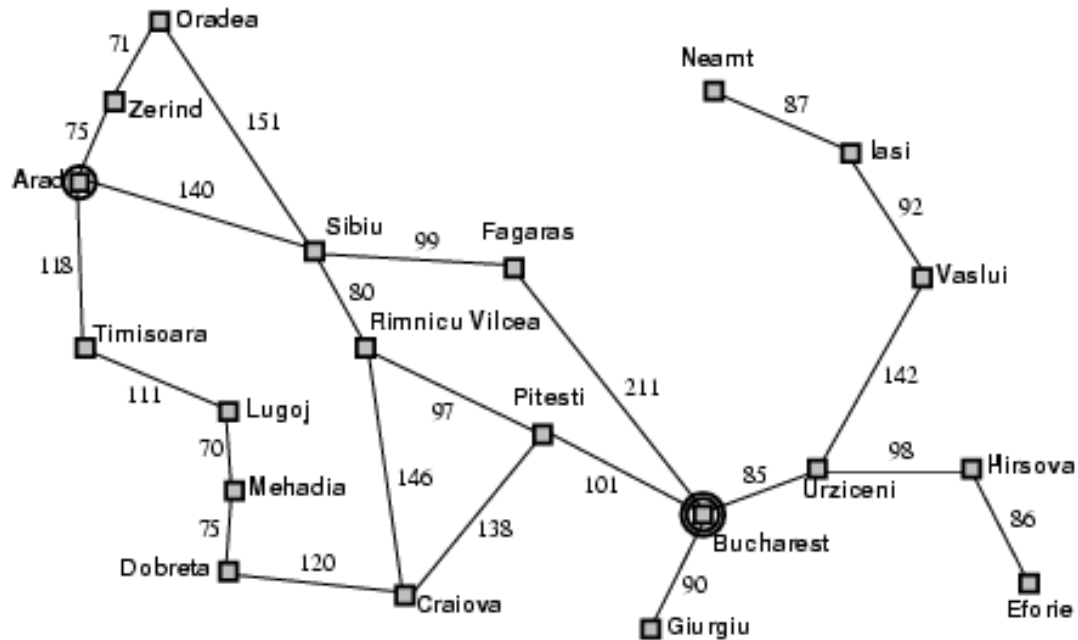 Oradea
71
Neamt
87
Zerind
75
151
Iasi
Arad
140
92
Sibiu
99
Fagaras
118
80
Vaslui
Timisoara
Rimnicu Vilcea
142
111
211
Lugoj
97
Pitesti
70
98
Hirsova
Mehadia
146
101
85
Urziceni
86
75
138
Bucharest
Dobreta
120
90
Craiova
Eforie
Giurgiu